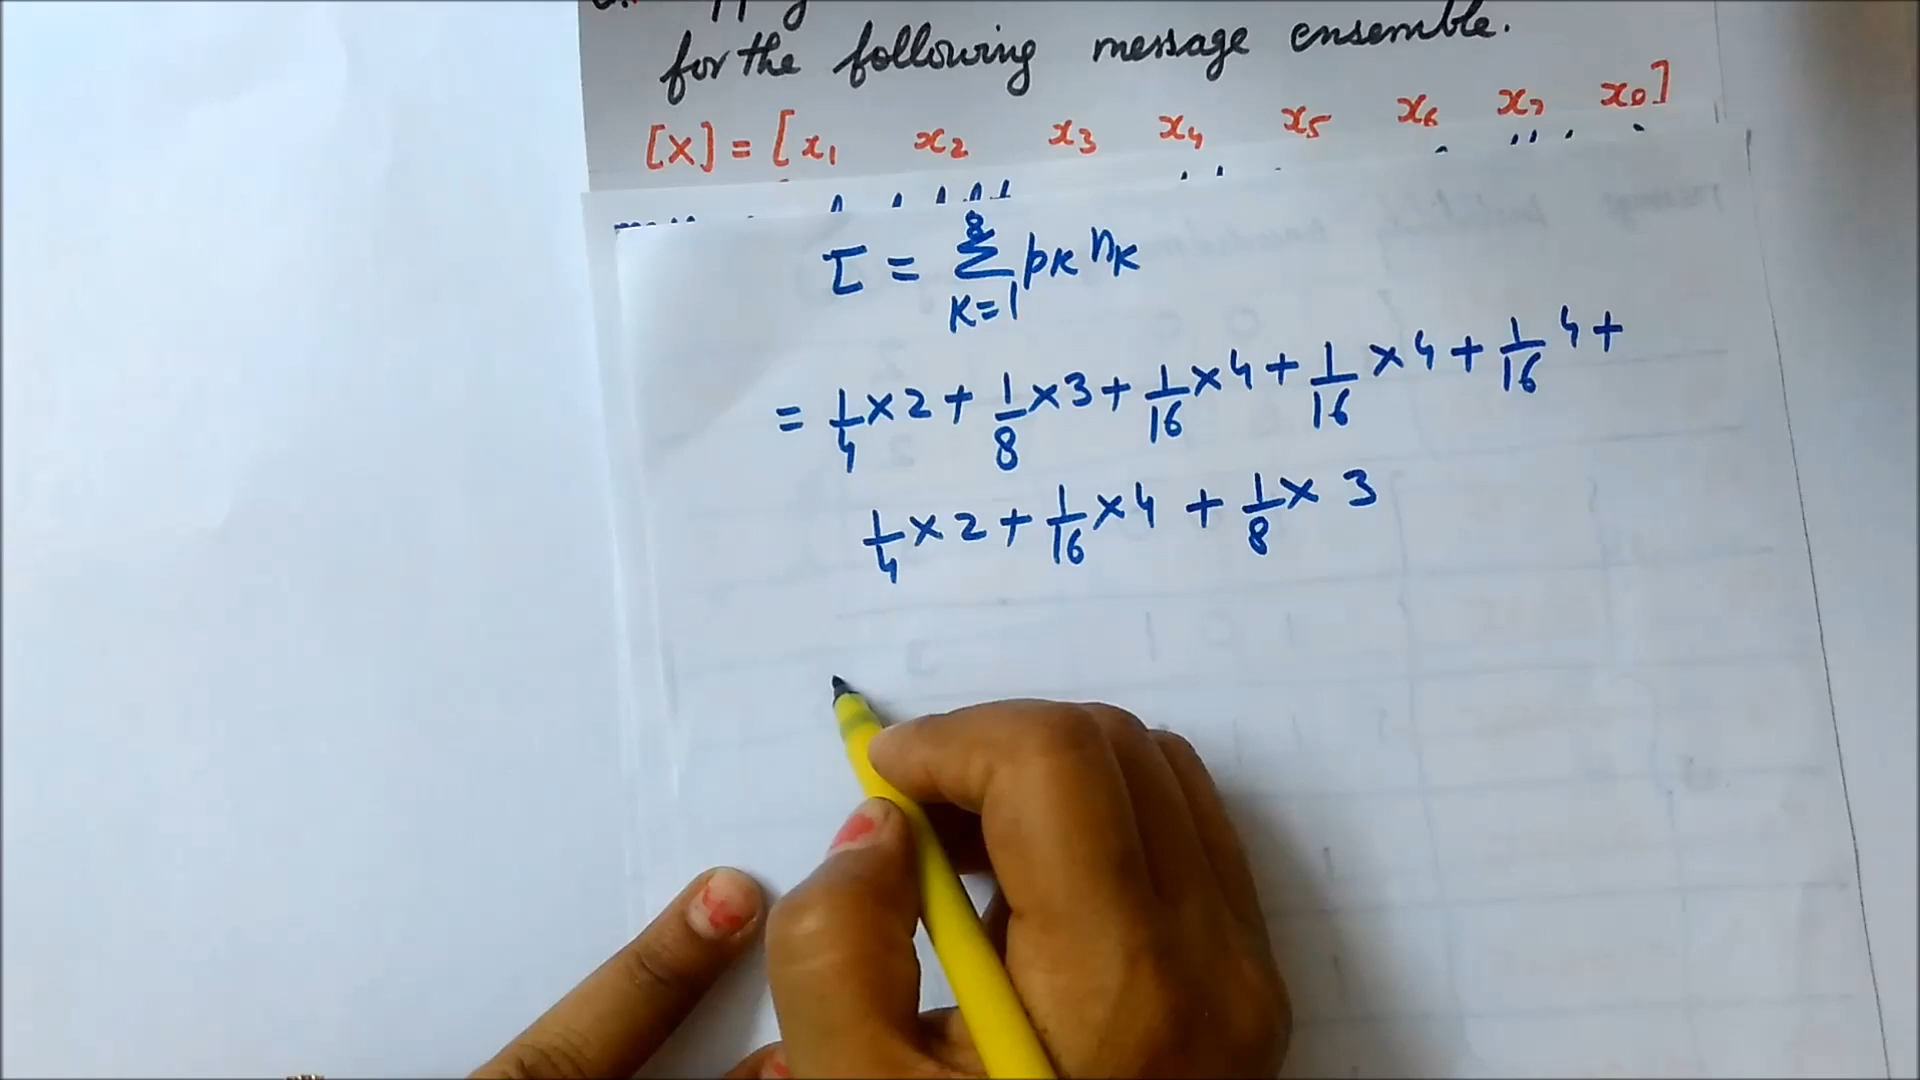 for the following message ensemble.
[X] = [x₁ x₂ x₃ x₄ x₅ x₆ x₇ x₈]
L = 8 Σ K=1 pK nK
= 1/4 × 2 + 1/8 × 3 + 1/16 × 4 + 1/16 × 4 + 1/16 4 +
1/4 × 2 + 1/16 × 4 + 1/8 × 3